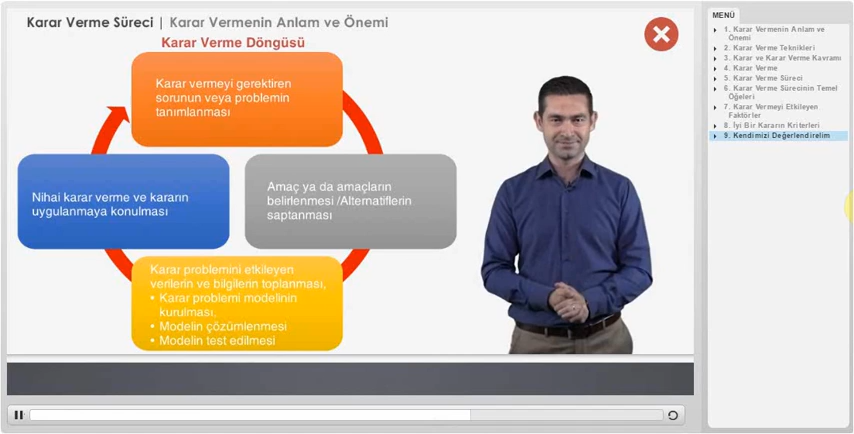 Karar Verme Süreci | Karar Vermenin Anlam ve Önemi
Karar Verme Döngüsü
Karar vermeyi gerektiren
sorunun veya problemin
tanımlanması
Nihai karar verme ve kararın
uygulanmaya konulması
Amaç ya da amaçların
belirlenmesi /Alternatiflerin
saptanması
Karar problemini etkileyen
verilerin ve bilgilerin toplanması,
• Karar problemi modelinin
kurulması,
• Modelin çözümlenmesi
• Modelin test edilmesi
MENÜ
1. Karar Vermenin Anlam ve
Önemi
2. Karar Verme Teknikleri
3. Karar ve Karar Verme Kavramı
4. Karar Verme
5. Karar Verme Süreci
6. Karar Verme Sürecinin Temel
Öğeleri
7. Karar Vermeyi Etkileyen
Faktörler
8. İyi Bir Kararın Kriterleri
9. Kendimizi Değerlendirelim